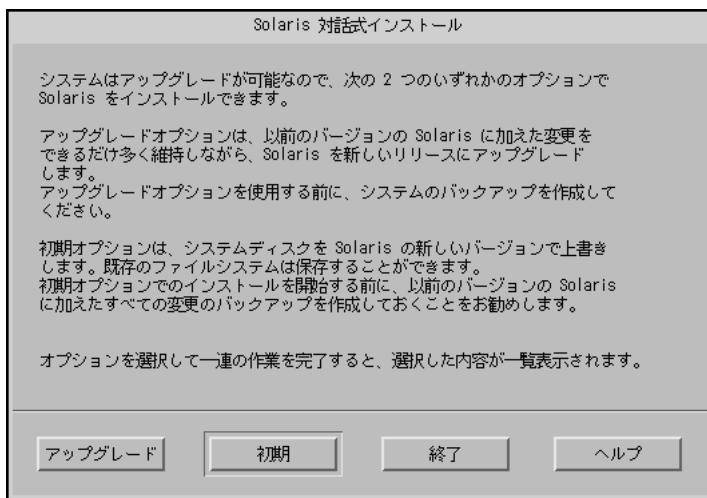 Solaris 対話式インストール
システムはアップグレードが可能なので、次の 2 つのいずれかのオプションで
Solaris をインストールできます。
アップグレードオプションは、以前のバージョンの Solaris に加えた変更を
できるだけ多く維持しながら、Solaris を新しいリリースにアップグレード
します。
アップグレードオプションを使用する前に、システムのバックアップを作成して
ください。
初期オプションは、システムディスクを Solaris の新しいバージョンで上書き
します。既存のファイルシステムは保存することができます。
初期オプションでのインストールを開始する前に、以前のバージョンの Solaris
に加えたすべての変更のバックアップを作成しておくことをお勧めします。
オプションを選択して一連の作業を完了すると、選択した内容が一覧表示されます。
アップグレード 初期 終了 ヘルプ